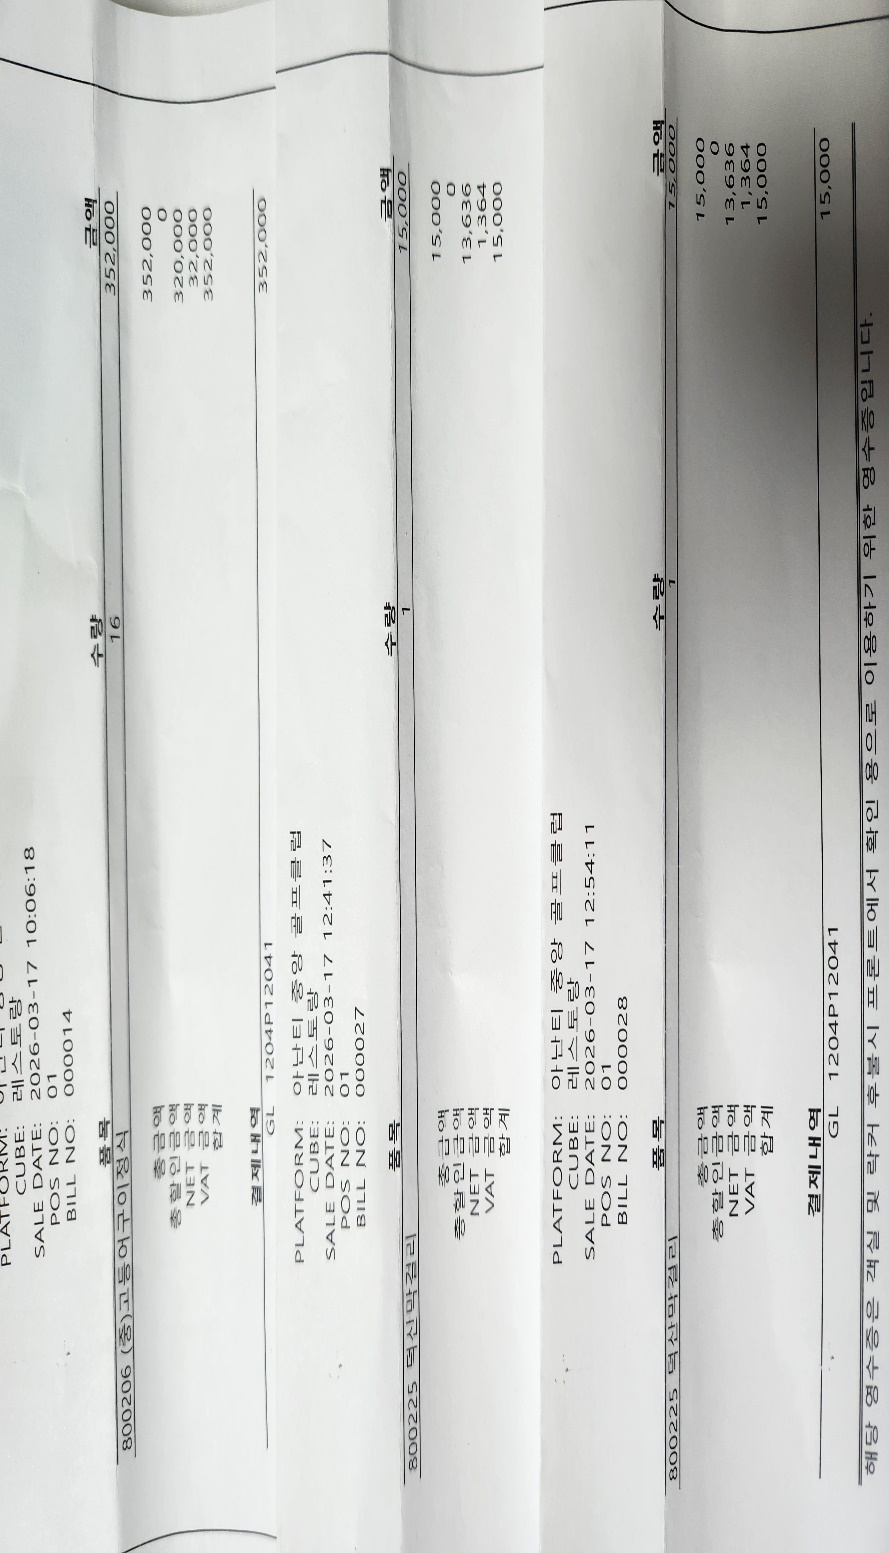 PLATFORM:
CUBE: 레스토랑
SALE DATE: 2026-03-17 10:06:18
POS NO: 01
BILL NO: 000014
품목 수량 금액
800206 (중)고등어구이정식 16 352,000
총금액 352,000
총할인금액 0
NET 금액 320,000
VAT 금액 32,000
합계 352,000
결제내역
GL 1204P12041 352,000
PLATFORM: 아난티 중앙 골프클럽
CUBE: 레스토랑
SALE DATE: 2026-03-17 12:41:37
POS NO: 01
BILL NO: 000027
품목 수량 금액
800225 덕산막걸리 1 15,000
총금액 15,000
총할인금액 0
NET 금액 13,636
VAT 금액 1,364
합계 15,000
PLATFORM: 아난티 중앙 골프클럽
CUBE: 레스토랑
SALE DATE: 2026-03-17 12:54:11
POS NO: 01
BILL NO: 000028
품목 수량 금액
800225 덕산막걸리 1 15,000
총금액 15,000
총할인금액 0
NET 금액 13,636
VAT 금액 1,364
합계 15,000
결제내역
GL 1204P12041 15,000
해당 영수증은 객실 및 락커 후불시 프론트에서 확인 용으로 이용하기 위한 영수증입니다.